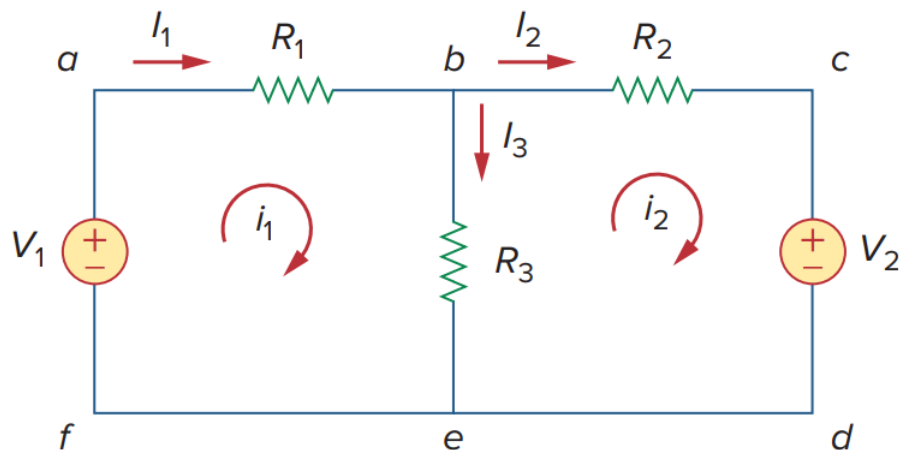 I₁ R₁ I₂ R₂
a b c
I₃
i₁ i₂
V₁ + − R₃ + − V₂
f e d